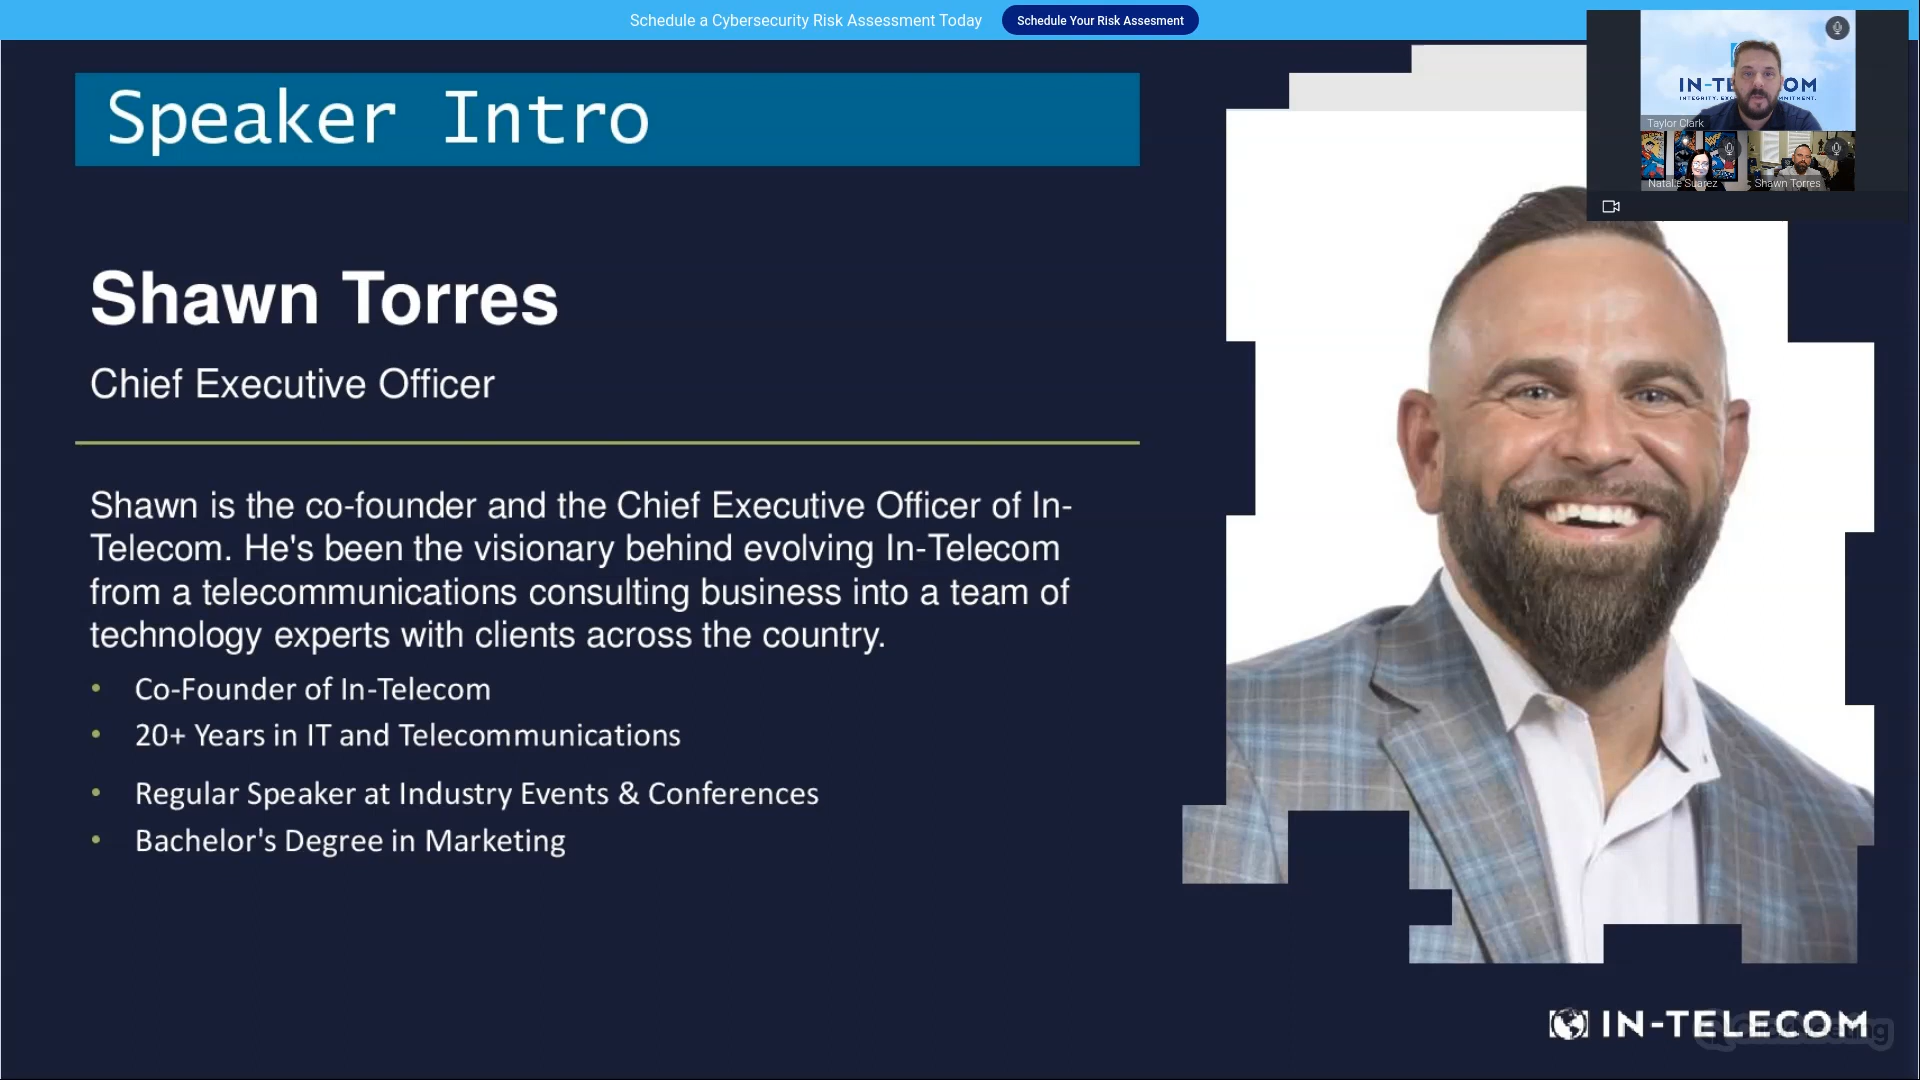 Schedule a Cybersecurity Risk Assessment Today
Schedule Your Risk Assesment
Speaker Intro
IN-TELECOM
Taylor Clark
Natalie Suarez
Shawn Torres
Shawn Torres
Chief Executive Officer
Shawn is the co-founder and the Chief Executive Officer of In-
Telecom. He's been the visionary behind evolving In-Telecom
from a telecommunications consulting business into a team of
technology experts with clients across the country.
• Co-Founder of In-Telecom
• 20+ Years in IT and Telecommunications
• Regular Speaker at Industry Events & Conferences
• Bachelor's Degree in Marketing
IN-TELECOM